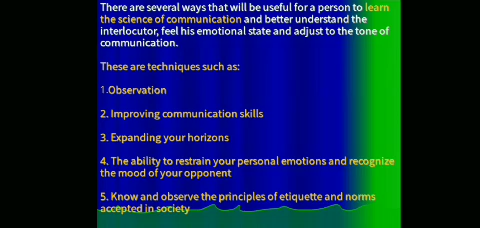 There are several ways that will be useful for a person to learn
the science of communication and better understand the
interlocutor, feel his emotional state and adjust to the tone of
communication.
These are techniques such as:
1.Observation
2. Improving communication skills
3. Expanding your horizons
4. The ability to restrain your personal emotions and recognize
the mood of your opponent
5. Know and observe the principles of etiquette and norms
accepted in society